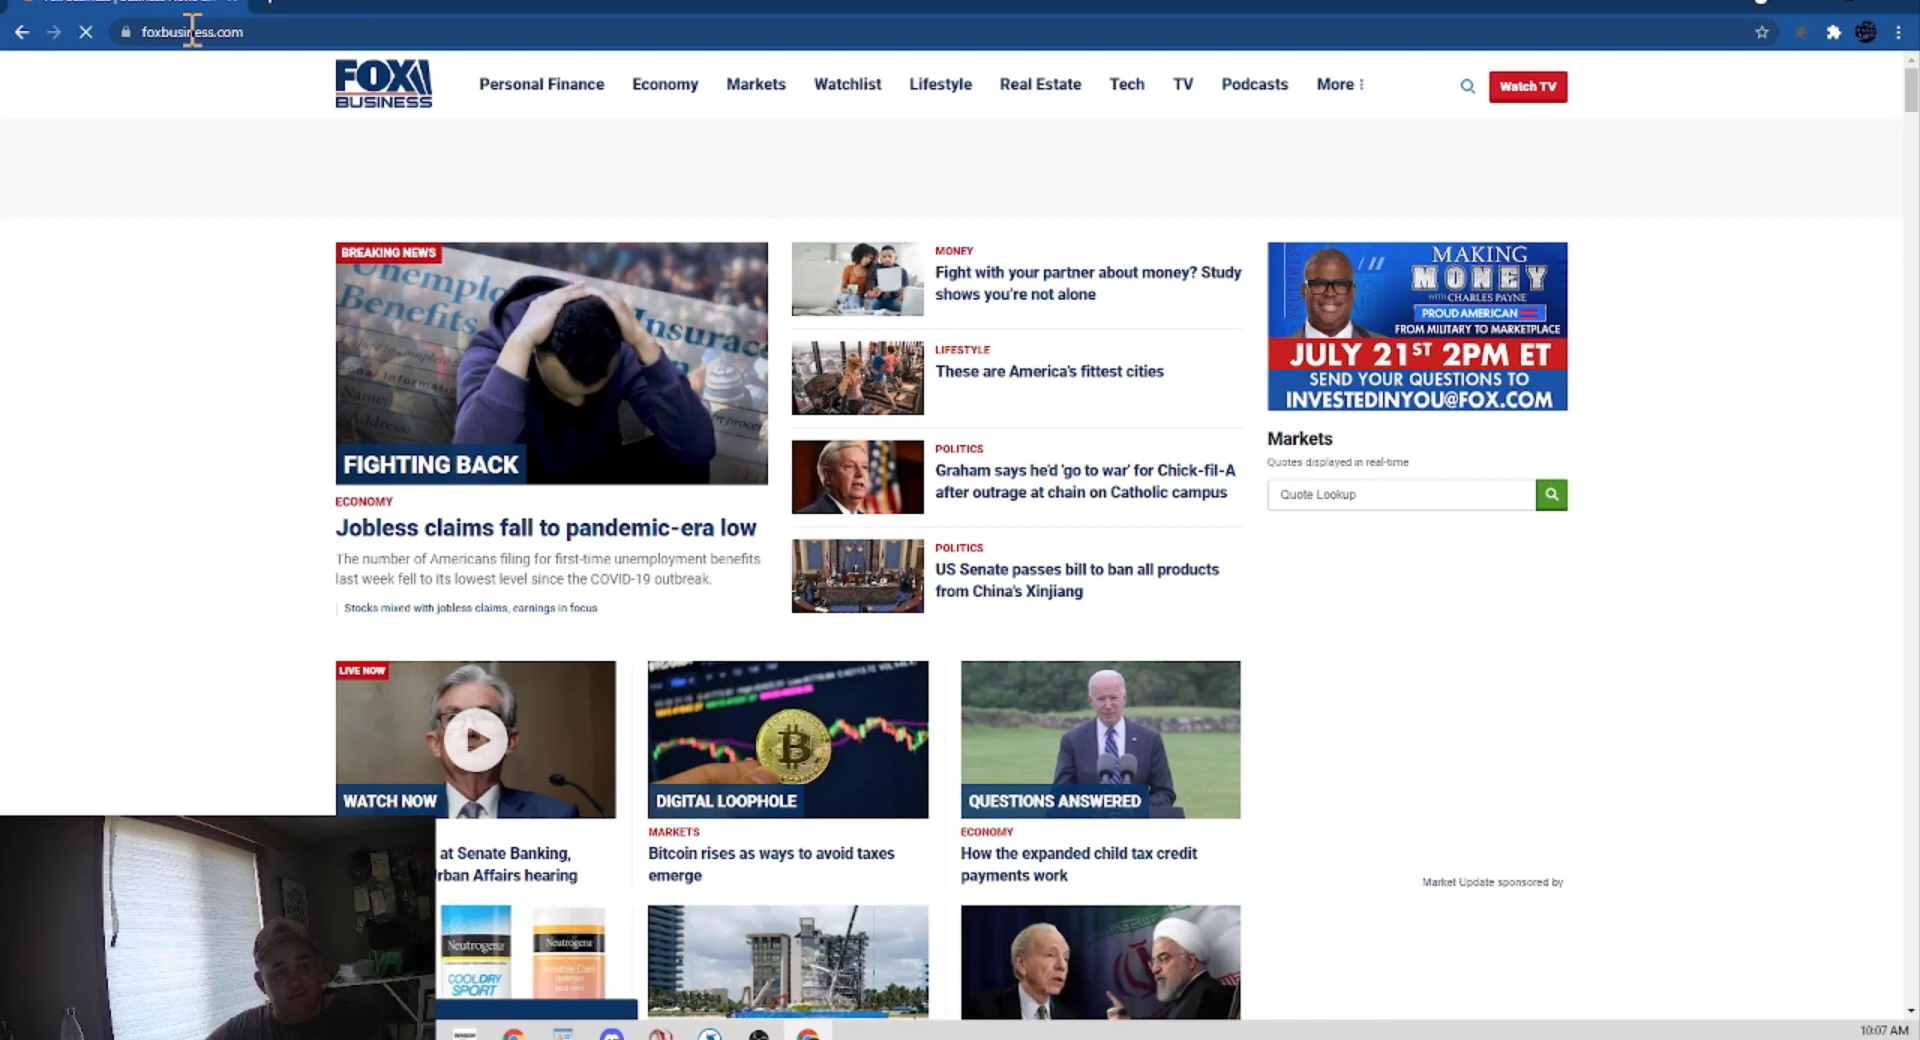 foxbusiness.com
FOX
BUSINESS
Personal Finance
Economy
Markets
Watchlist
Lifestyle
Real Estate
Tech
TV
Podcasts
More
Watch TV
BREAKING NEWS
Benefits
FIGHTING BACK
ECONOMY
Jobless claims fall to pandemic-era low
The number of Americans filing for first-time unemployment benefits
last week fell to its lowest level since the COVID-19 outbreak.
Stocks mixed with jobless claims, earnings in focus
MONEY
Fight with your partner about money? Study
shows you're not alone
LIFESTYLE
These are America's fittest cities
POLITICS
Graham says he'd 'go to war' for Chick-fil-A
after outrage at chain on Catholic campus
POLITICS
US Senate passes bill to ban all products
from China's Xinjiang
MAKING
MONEY
WITH CHARLES PAYNE
PROUD AMERICAN
FROM MILITARY TO MARKETPLACE
JULY 21ST 2PM ET
SEND YOUR QUESTIONS TO
INVESTEDINYOU@FOX.COM
Markets
Quotes displayed in real-time
Quote Lookup
LIVE NOW
WATCH NOW
at Senate Banking,
Urban Affairs hearing
DIGITAL LOOPHOLE
MARKETS
Bitcoin rises as ways to avoid taxes
emerge
QUESTIONS ANSWERED
ECONOMY
How the expanded child tax credit
payments work
Market Update sponsored by
Neutrogena
COOLDRY
SPORT
Neutrogena
10:07 AM